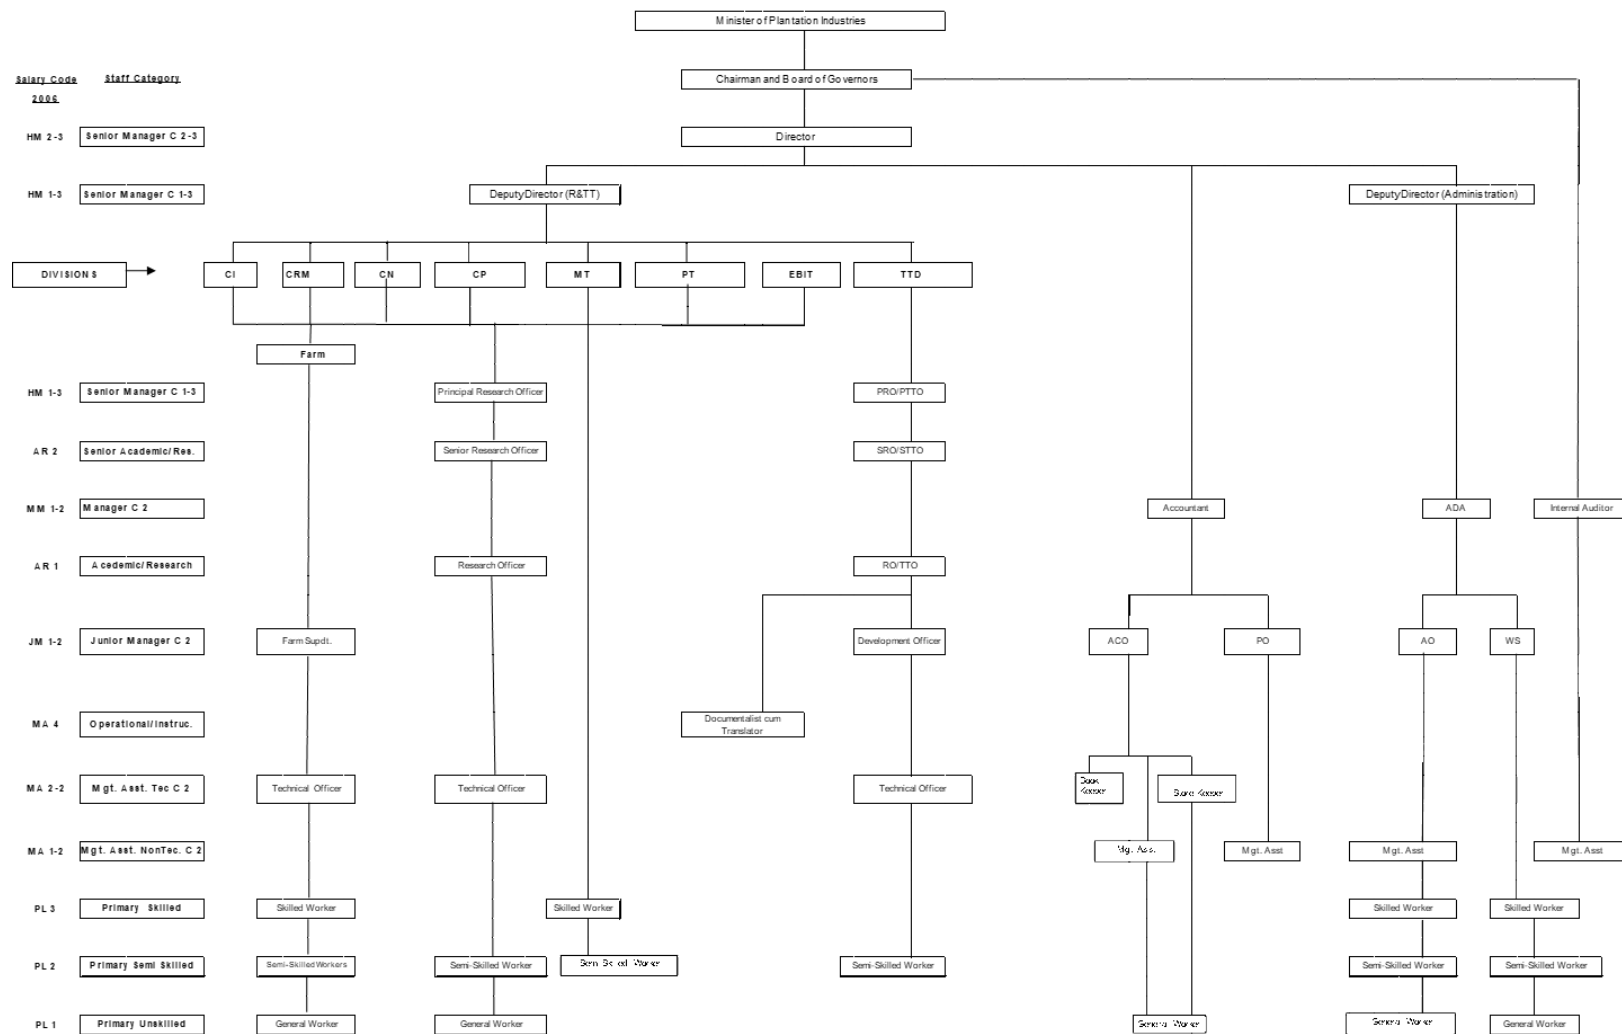 Minister of Plantation Industries
Salary Code Staff Category Chairman and Board of Governors
2006
HM 2-3 Senior Manager C 2-3 Director
HM 1-3 Senior Manager C 1-3 Deputy Director (R&TT) Deputy Director (Administration)
DIVISIONS CI CRM CN CP MT PT EBIT TTD
Farm
HM 1-3 Senior Manager C 1-3 Principal Research Officer PRO/PTTO
AR 2 Senior Academic/Res. Senior Research Officer SRO/STTO
MM 1-2 Manager C 2 Accountant ADA Internal Auditor
AR 1 Acedemic/Research Research Officer RO/TTO
JM 1-2 Junior Manager C 2 Farm Supdt. Development Officer ACO PO AO WS
MA 4 Operational/Instruc. Documentalist cum
Translator
MA 2-2 Mgt. Asst. Tec C 2 Technical Officer Technical Officer Technical Officer Book
Keeper Store Keeper
MA 1-2 Mgt. Asst. NonTec. C 2 Mgt. Asst. Mgt. Asst Mgt. Asst Mgt. Asst
PL 3 Primary Skilled Skilled Worker Skilled Worker Skilled Worker Skilled Worker
PL 2 Primary Semi Skilled Semi-Skilled Workers Semi-Skilled Worker Semi Skilled Worker Semi-Skilled Worker Semi-Skilled Worker Semi-Skilled Worker
PL 1 Primary Unskilled General Worker General Worker General Worker General Worker General Worker